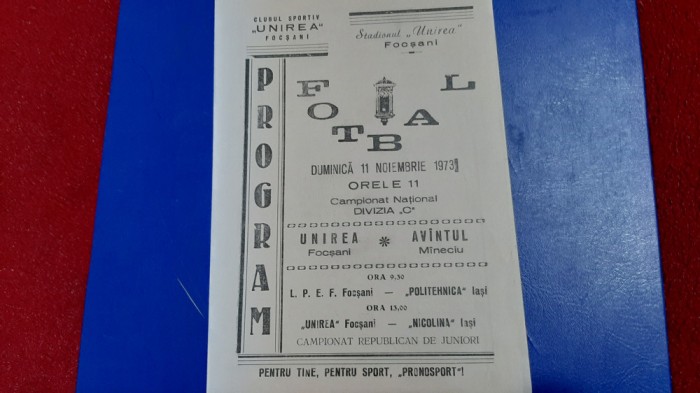 CLUBUL SPORTIV
„UNIREA”
FOCȘANI
Stadionul „Unirea”
Focșani
PROGRAM
FOTBAL
DUMINICĂ 11 NOIEMBRIE 1973
ORELE 11
Campionat Național
DIVIZIA „C”
UNIREA * AVÎNTUL
Focșani Mîneciu
ORA 9,30
L. P. E. F. Focșani — „POLITEHNICA” Iași
ORA 13,00
„UNIREA” Focșani — „NICOLINA” Iași
CAMPIONAT REPUBLICAN DE JUNIORI
PENTRU TINE, PENTRU SPORT, „PRONOSPORT”!